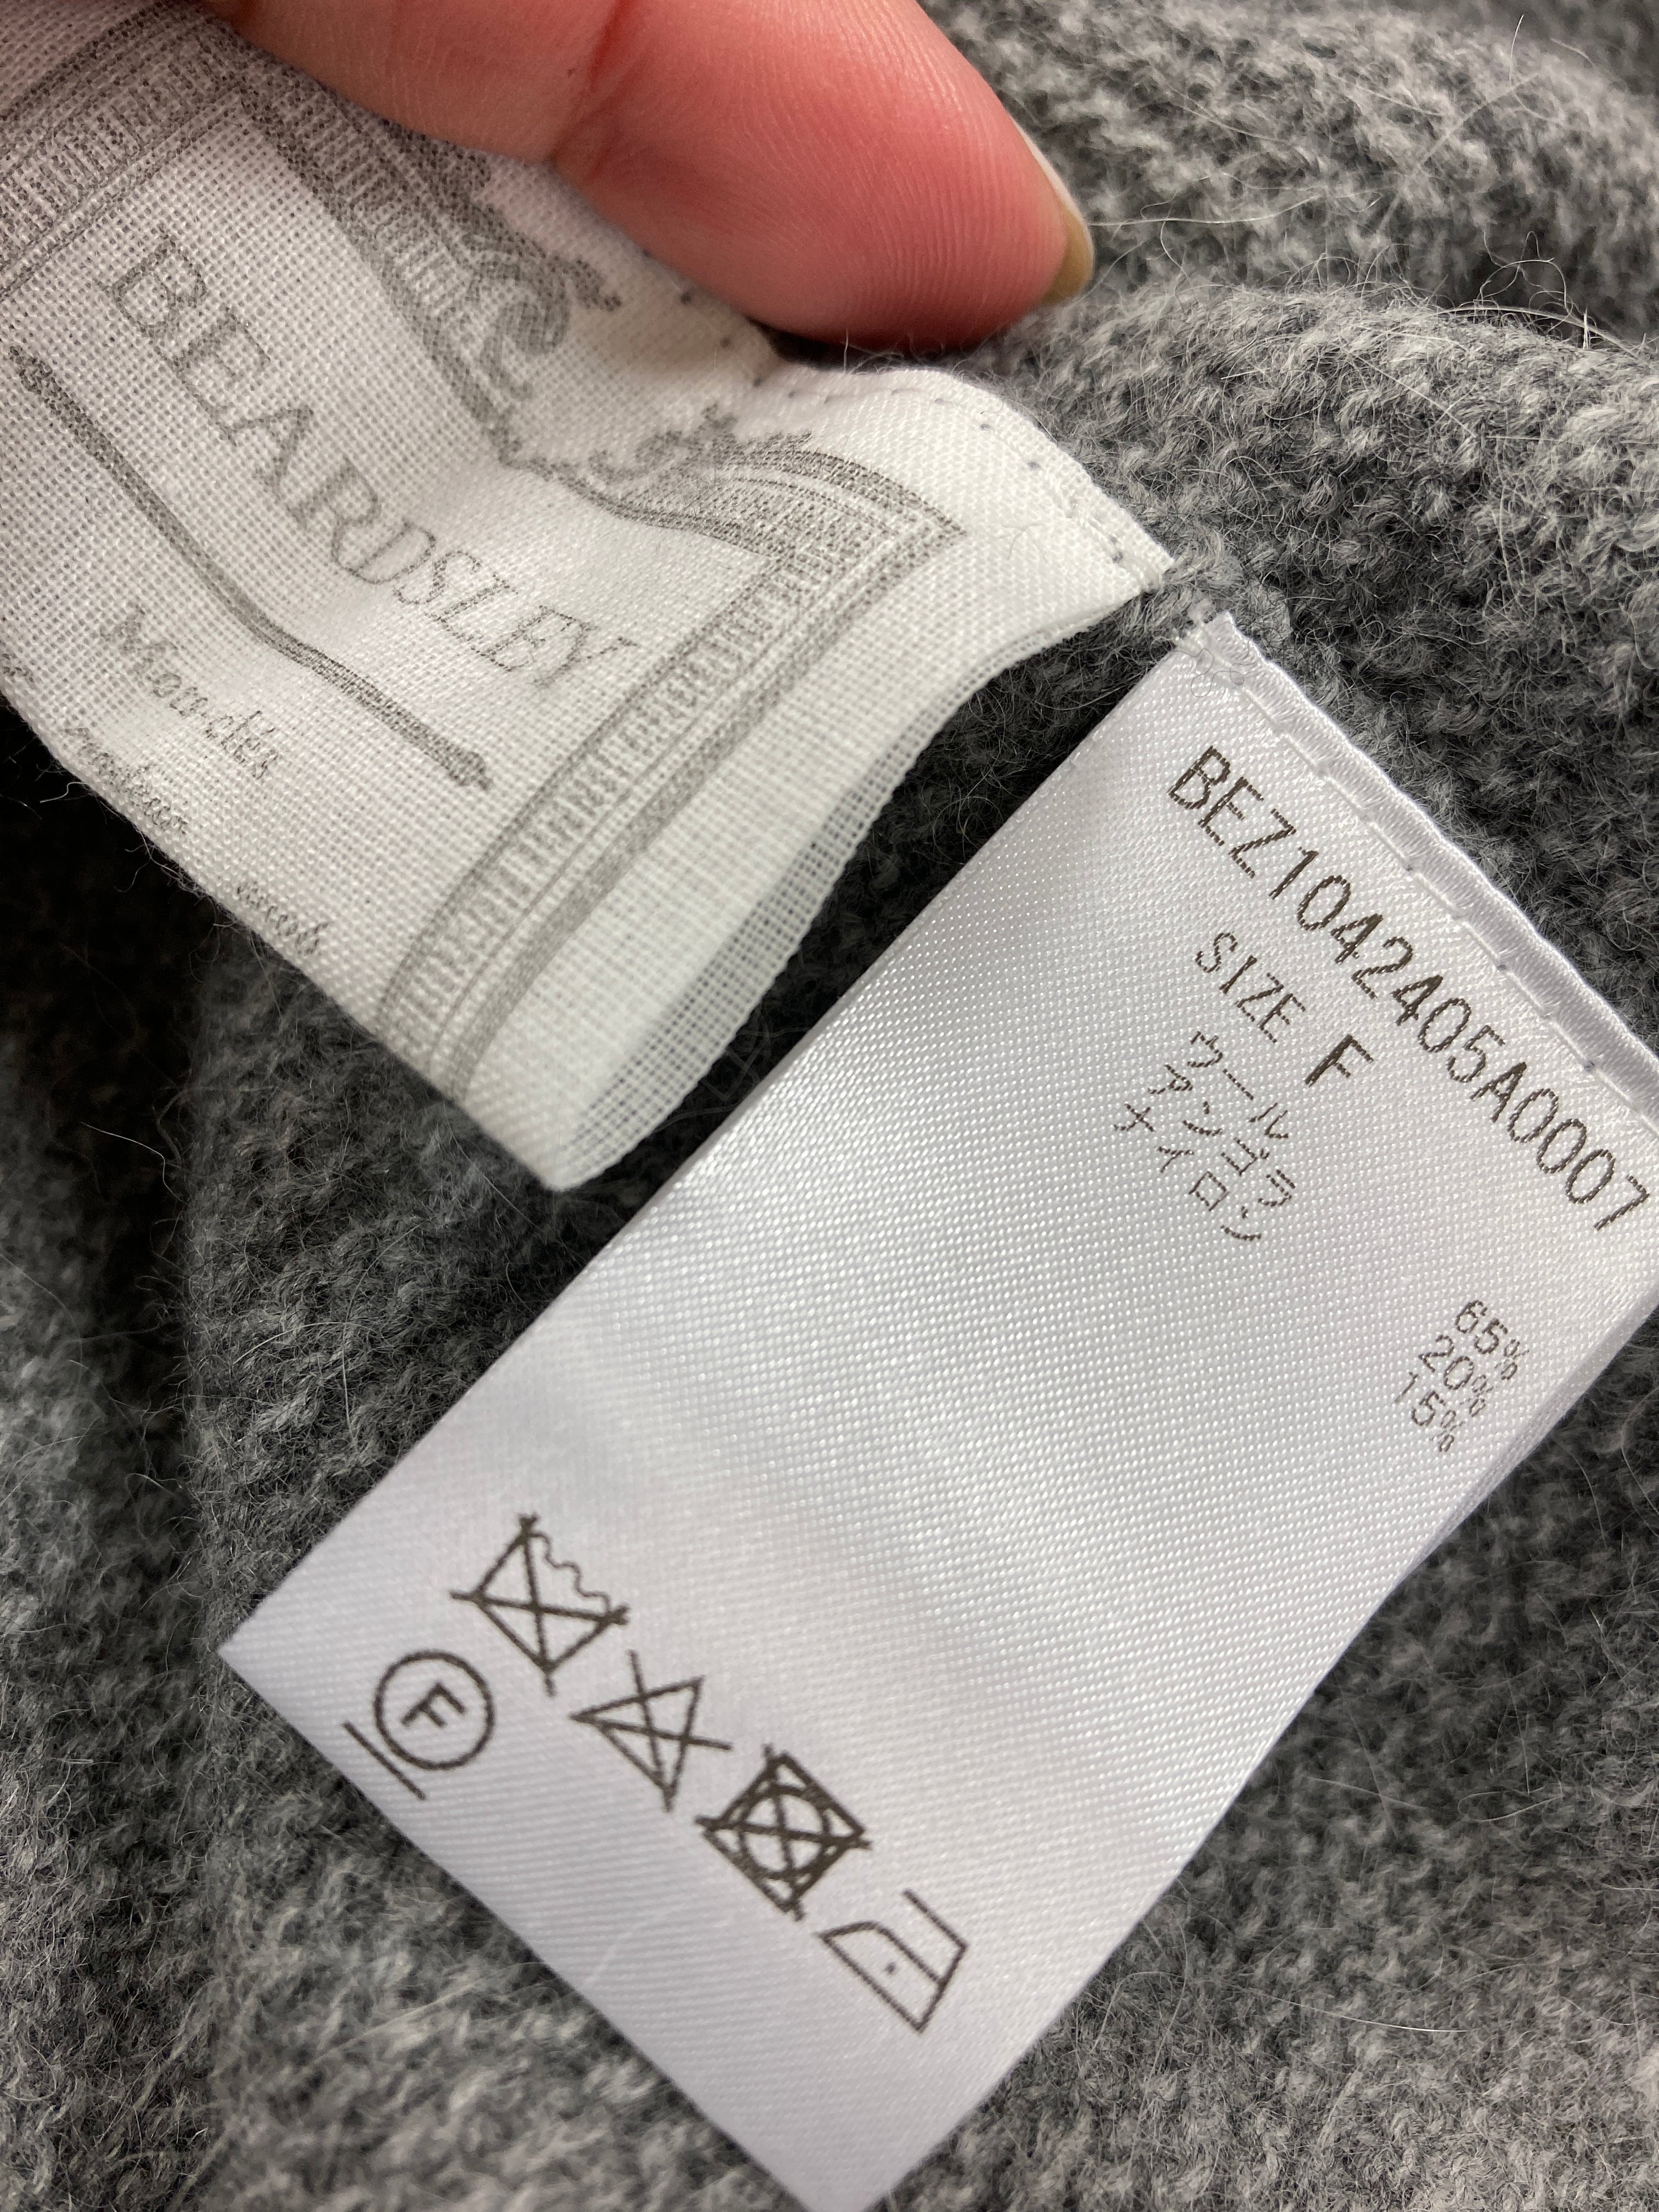 BEARDSLEY
BEZ1042405A0007
SIZE F
ウール 65%
アンゴラ 20%
ナイロン 15%
F